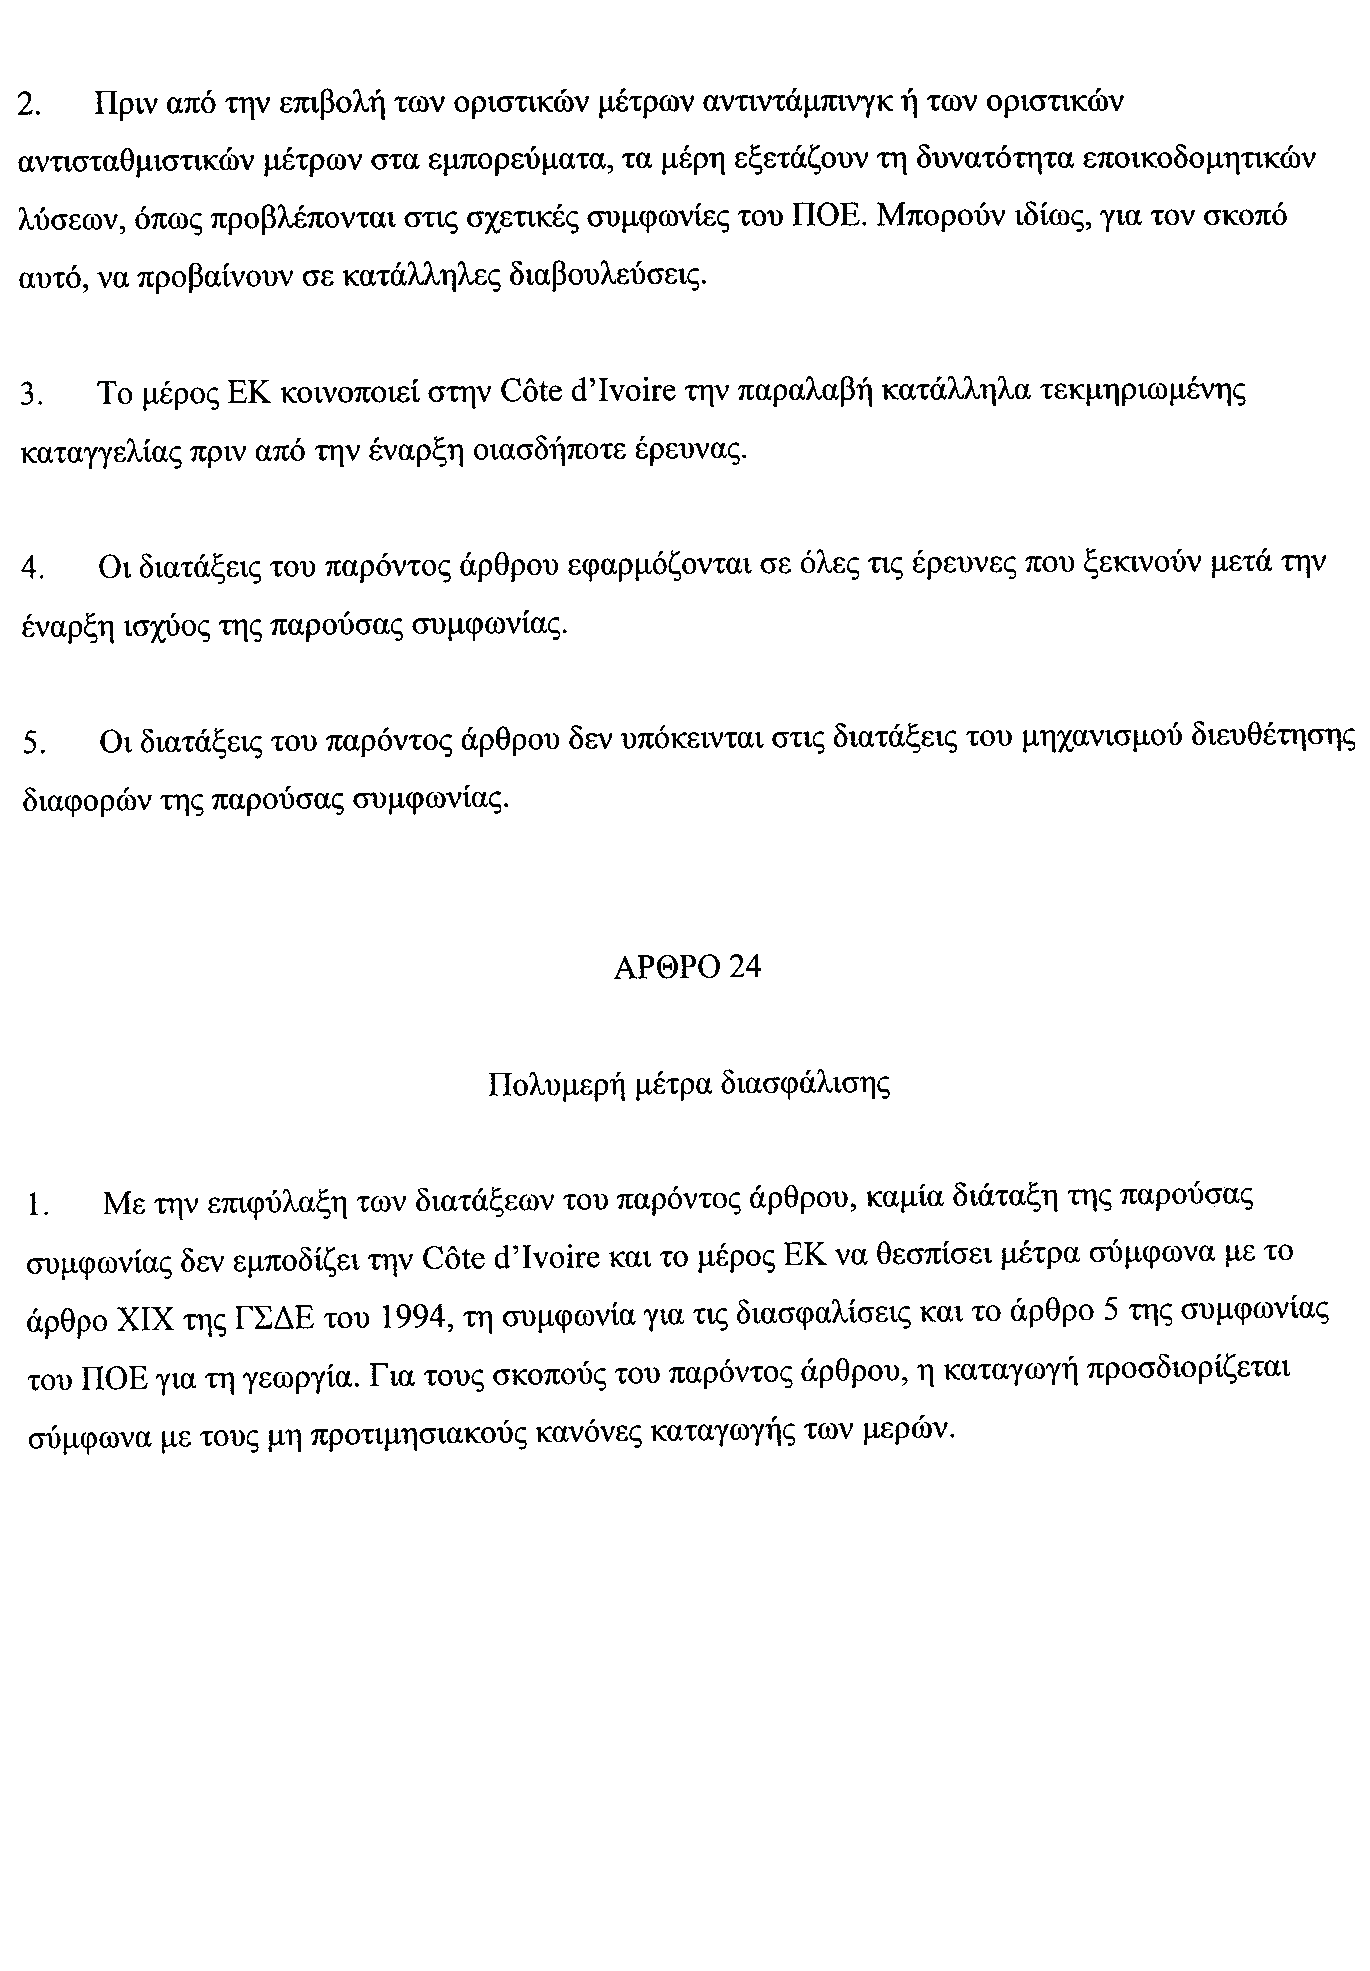 2. Πριν από την επιβολή των οριστικών μέτρων αντιντάμπινγκ ή των οριστικών
αντισταθμιστικών μέτρων στα εμπορεύματα, τα μέρη εξετάζουν τη δυνατότητα εποικοδομητικών
λύσεων, όπως προβλέπονται στις σχετικές συμφωνίες του ΠΟΕ. Μπορούν ιδίως, για τον σκοπό
αυτό, να προβαίνουν σε κατάλληλες διαβουλεύσεις.
3. Το μέρος ΕΚ κοινοποιεί στην Côte d’Ivoire την παραλαβή κατάλληλα τεκμηριωμένης
καταγγελίας πριν από την έναρξη οιασδήποτε έρευνας.
4. Οι διατάξεις του παρόντος άρθρου εφαρμόζονται σε όλες τις έρευνες που ξεκινούν μετά την
έναρξη ισχύος της παρούσας συμφωνίας.
5. Οι διατάξεις του παρόντος άρθρου δεν υπόκεινται στις διατάξεις του μηχανισμού διευθέτησης
διαφορών της παρούσας συμφωνίας.
ΑΡΘΡΟ 24
Πολυμερή μέτρα διασφάλισης
1. Με την επιφύλαξη των διατάξεων του παρόντος άρθρου, καμία διάταξη της παρούσας
συμφωνίας δεν εμποδίζει την Côte d’Ivoire και το μέρος ΕΚ να θεσπίσει μέτρα σύμφωνα με το
άρθρο XIX της ΓΣΔΕ του 1994, τη συμφωνία για τις διασφαλίσεις και το άρθρο 5 της συμφωνίας
του ΠΟΕ για τη γεωργία. Για τους σκοπούς του παρόντος άρθρου, η καταγωγή προσδιορίζεται
σύμφωνα με τους μη προτιμησιακούς κανόνες καταγωγής των μερών.